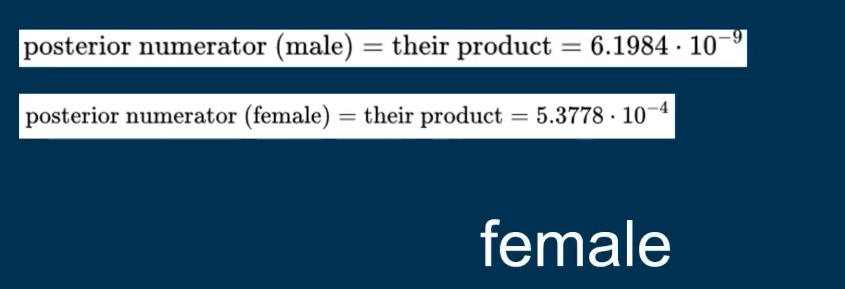 posterior numerator (male) = their product = 6.1984 · 10⁻⁹
posterior numerator (female) = their product = 5.3778 · 10⁻⁴
female